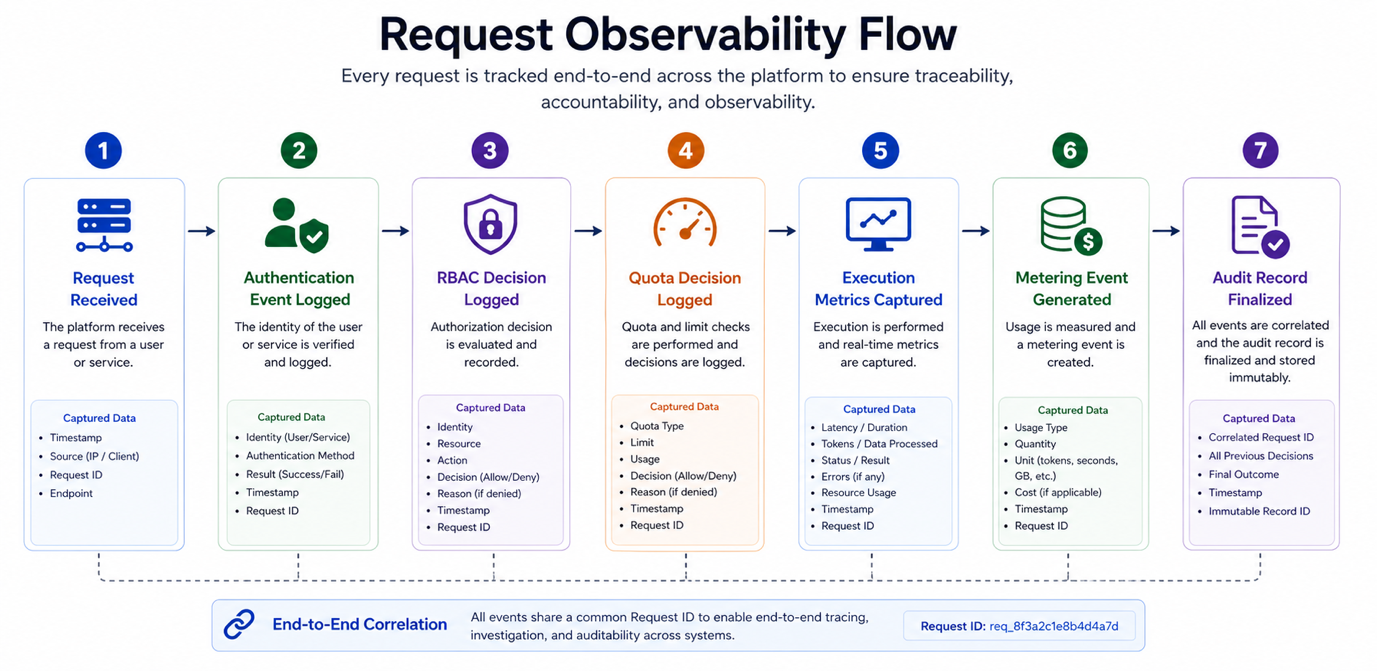 Request Observability Flow
Every request is tracked end-to-end across the platform to ensure traceability,
accountability, and observability.
1
Request
Received
The platform receives
a request from a user
or service.
Captured Data
• Timestamp
• Source (IP / Client)
• Request ID
• Endpoint
2
Authentication
Event Logged
The identity of the user
or service is verified
and logged.
Captured Data
• Identity (User/Service)
• Authentication Method
• Result (Success/Fail)
• Timestamp
• Request ID
3
RBAC Decision
Logged
Authorization decision
is evaluated and
recorded.
Captured Data
• Identity
• Resource
• Action
• Decision (Allow/Deny)
• Reason (if denied)
• Timestamp
• Request ID
4
Quota Decision
Logged
Quota and limit checks
are performed and
decisions are logged.
Captured Data
• Quota Type
• Limit
• Usage
• Decision (Allow/Deny)
• Reason (if denied)
• Timestamp
• Request ID
5
Execution
Metrics Captured
Execution is performed
and real-time metrics
are captured.
Captured Data
• Latency / Duration
• Tokens / Data Processed
• Status / Result
• Errors (if any)
• Resource Usage
• Timestamp
• Request ID
6
$
Metering Event
Generated
Usage is measured and
a metering event is
created.
Captured Data
• Usage Type
• Quantity
• Unit (tokens, seconds,
GB, etc.)
• Cost (if applicable)
• Timestamp
• Request ID
7
Audit Record
Finalized
All events are correlated
and the audit record is
finalized and stored
immutably.
Captured Data
• Correlated Request ID
• All Previous Decisions
• Final Outcome
• Timestamp
• Immutable Record ID
End-to-End Correlation
All events share a common Request ID to enable end-to-end tracing,
investigation, and auditability across systems.
Request ID: req_8f3a2c1e8b4d4a7d